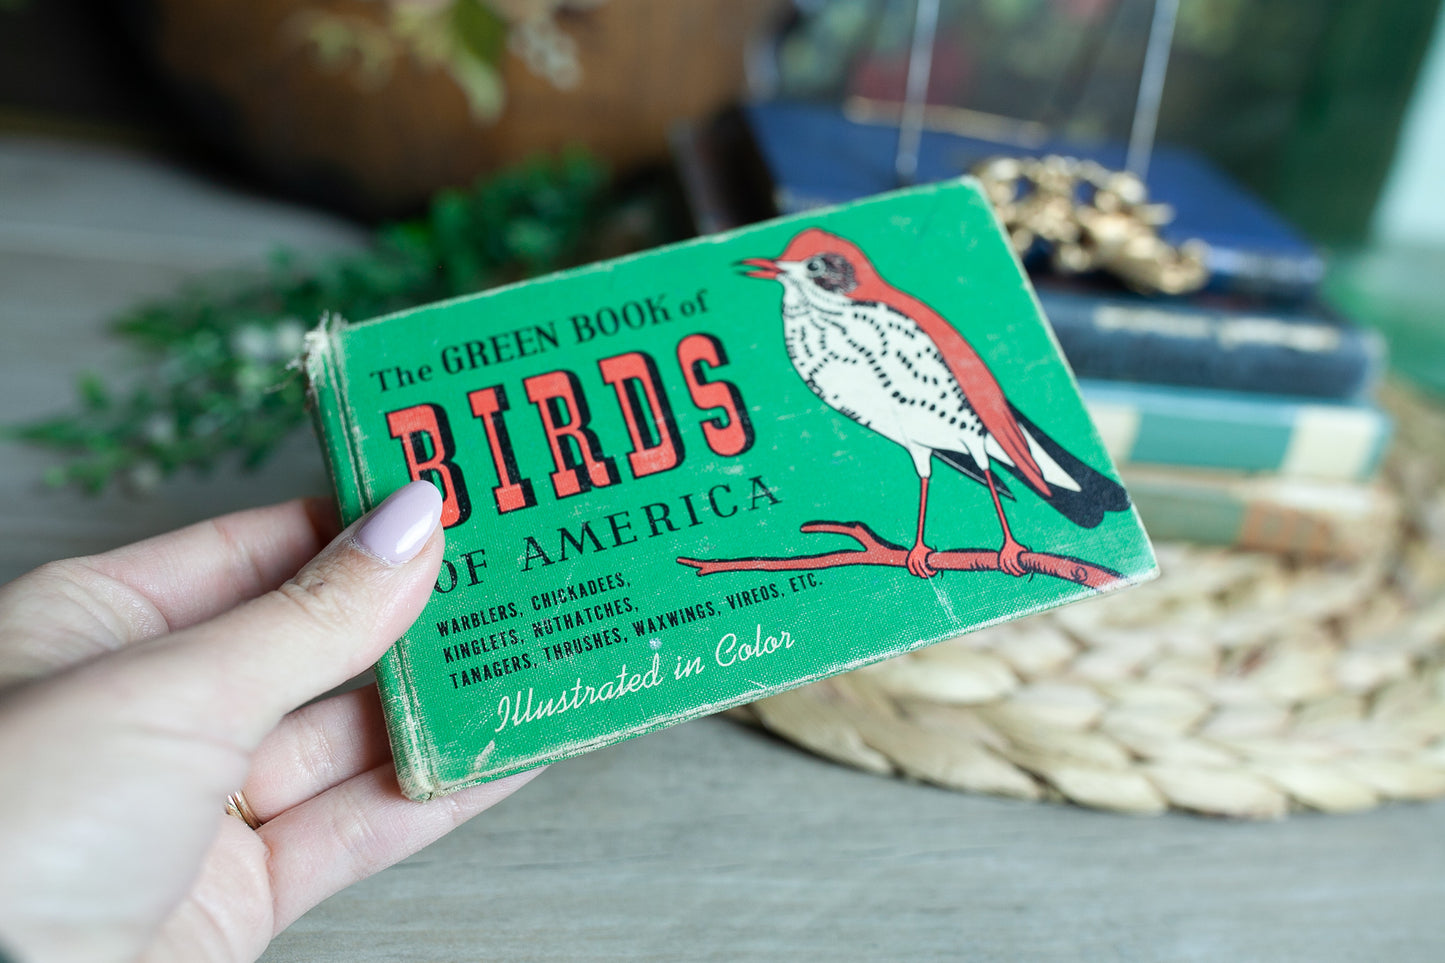 The GREEN BOOK of
BIRDS
OF AMERICA
WARBLERS, CHICKADEES,
KINGLETS, NUTHATCHES,
TANAGERS, THRUSHES, WAXWINGS, VIREOS, ETC.
Illustrated in Color